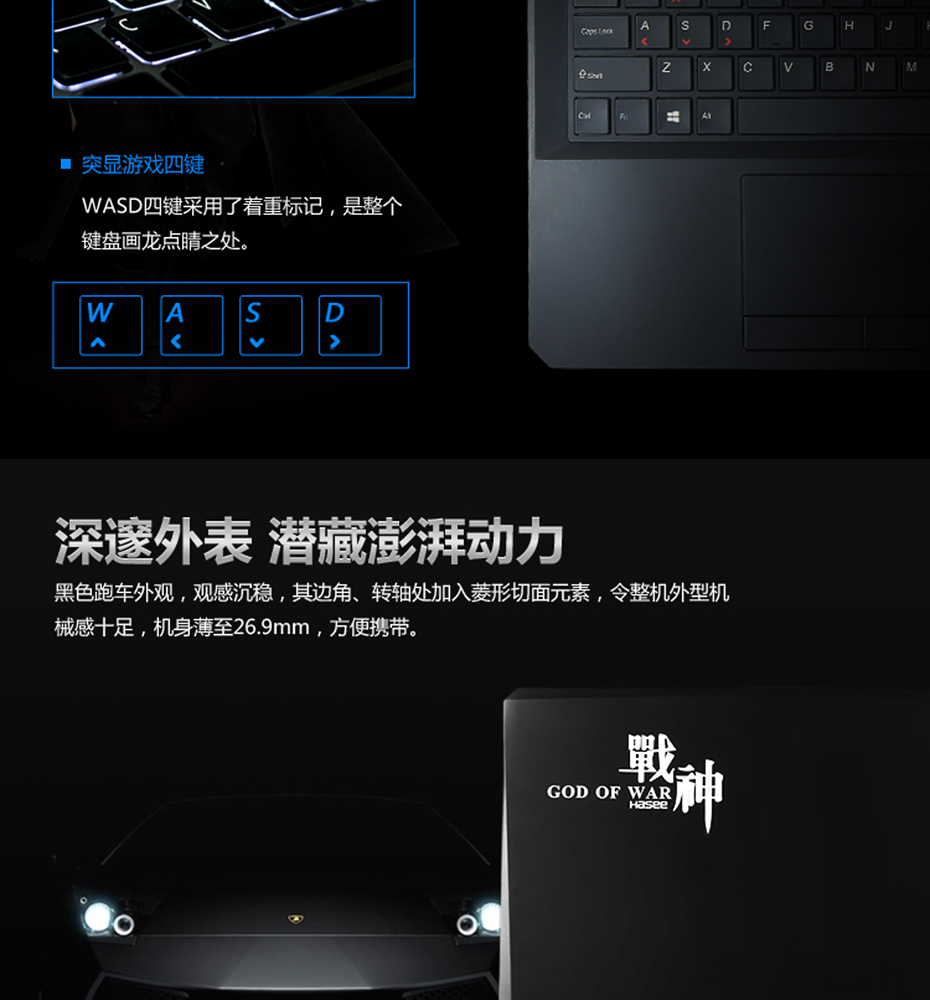 C
V
Caps Lock A S D F G H J
⇧Shift Z X C V B N M
Ctrl Fn Alt
突显游戏四键
WASD四键采用了着重标记，是整个
键盘画龙点睛之处。
W A S D
深邃外表 潜藏澎湃动力
黑色跑车外观，观感沉稳，其边角、转轴处加入菱形切面元素，令整机外型机
械感十足，机身薄至26.9mm，方便携带。
戰神
GOD OF WAR
Hasee